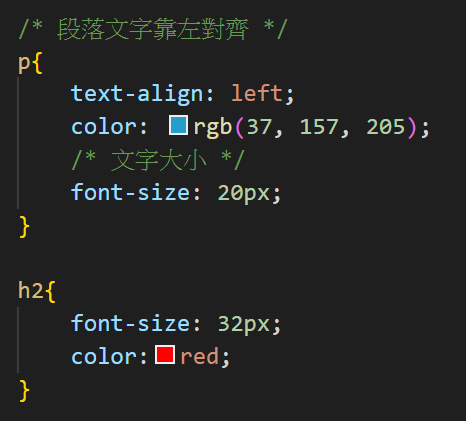 /* 段落文字靠左對齊 */
p{
text-align: left;
color: rgb(37, 157, 205);
/* 文字大小 */
font-size: 20px;
}
h2{
font-size: 32px;
color:red;
}